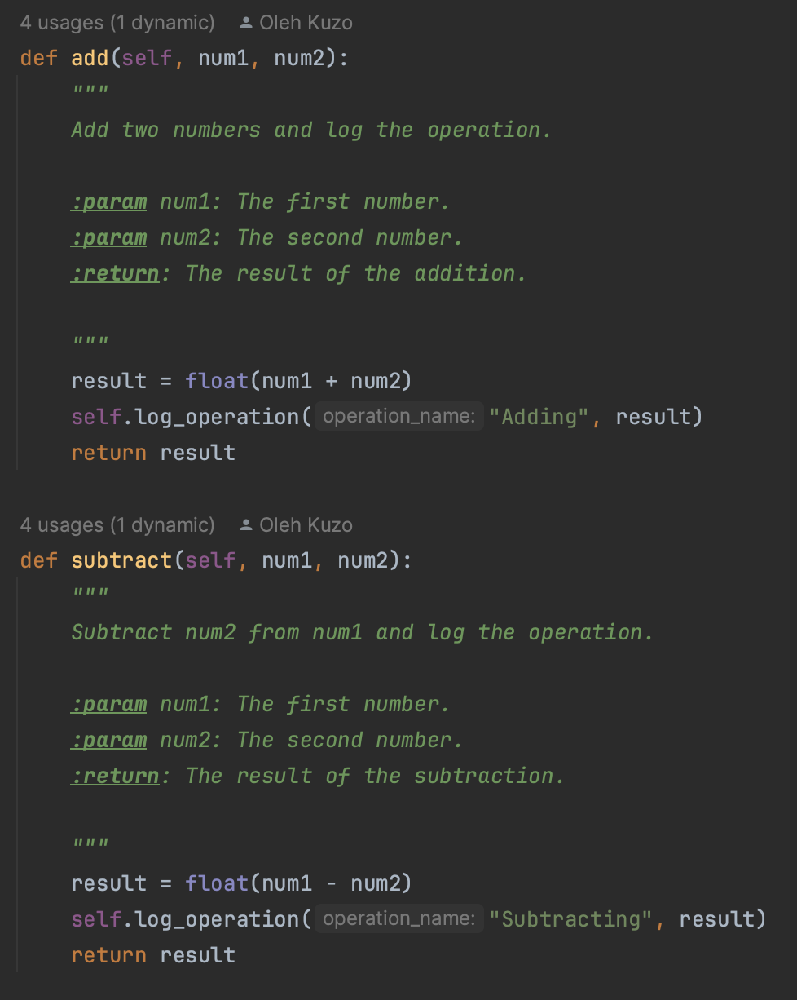 4 usages (1 dynamic) Oleh Kuzo
def add(self, num1, num2):
"""
Add two numbers and log the operation.
:param num1: The first number.
:param num2: The second number.
:return: The result of the addition.
"""
result = float(num1 + num2)
self.log_operation( operation_name: "Adding", result)
return result
4 usages (1 dynamic) Oleh Kuzo
def subtract(self, num1, num2):
"""
Subtract num2 from num1 and log the operation.
:param num1: The first number.
:param num2: The second number.
:return: The result of the subtraction.
"""
result = float(num1 - num2)
self.log_operation( operation_name: "Subtracting", result)
return result